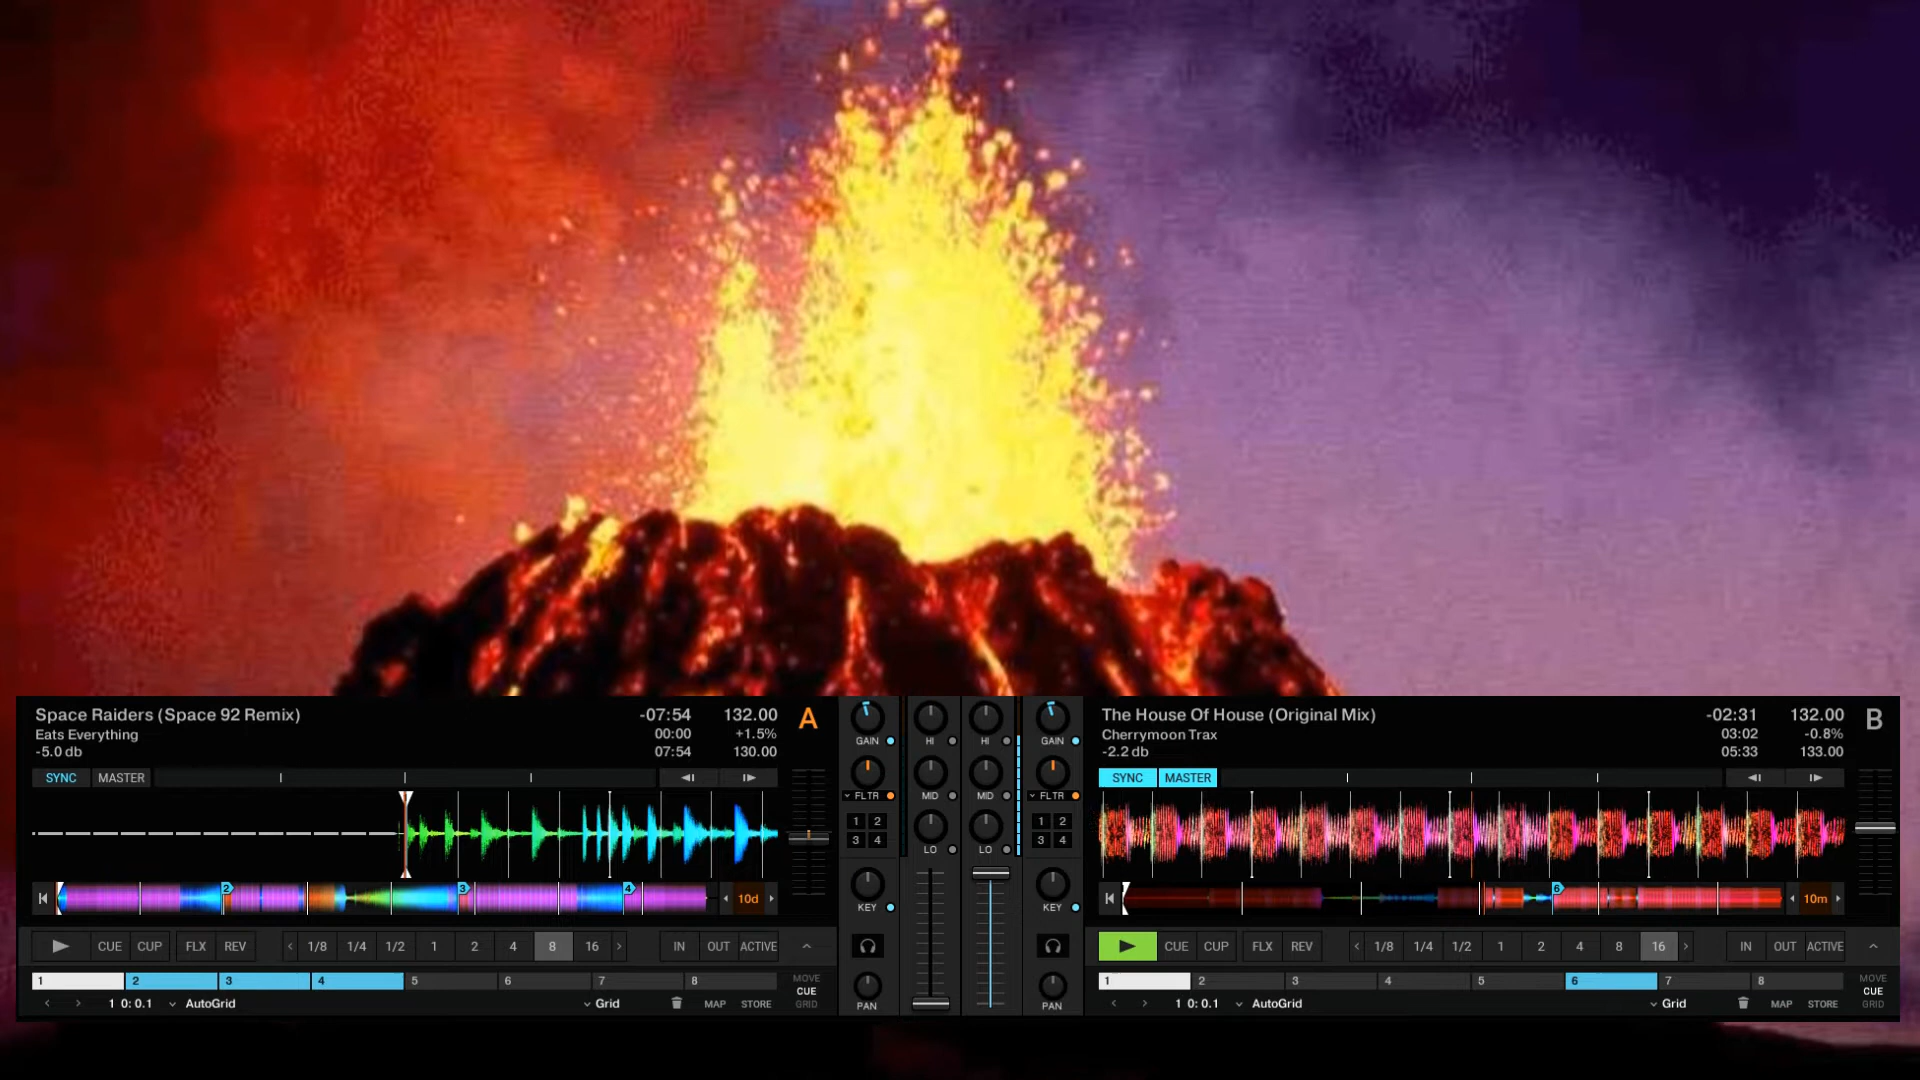 Space Raiders (Space 92 Remix) -07:54 132.00 A
Eats Everything 00:00 +1.5%
-5.0 db 07:54 130.00
SYNC MASTER
2 3 4 10d
CUE CUP FLX REV 1/8 1/4 1/2 1 2 4 8 16 IN OUT ACTIVE
1 2 3 4 5 6 7 8 MOVE CUE GRID
1 0: 0.1 AutoGrid Grid MAP STORE
GAIN HI HI GAIN
FLTR MID MID FLTR
1 2 1 2
3 4 3 4
LO LO
KEY KEY
PAN PAN
The House Of House (Original Mix) -02:31 132.00 B
Cherrymoon Trax 03:02 -0.8%
-2.2 db 05:33 133.00
SYNC MASTER
6 10m
CUE CUP FLX REV 1/8 1/4 1/2 1 2 4 8 16 IN OUT ACTIVE
1 2 3 4 5 6 7 8 MOVE CUE GRID
1 0: 0.1 AutoGrid Grid MAP STORE